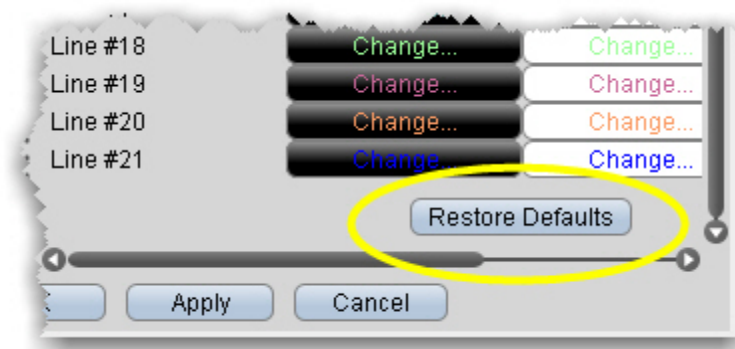 Line #18 Change... Change...
Line #19 Change... Change...
Line #20 Change... Change...
Line #21 Change... Change...
Restore Defaults
Apply Cancel